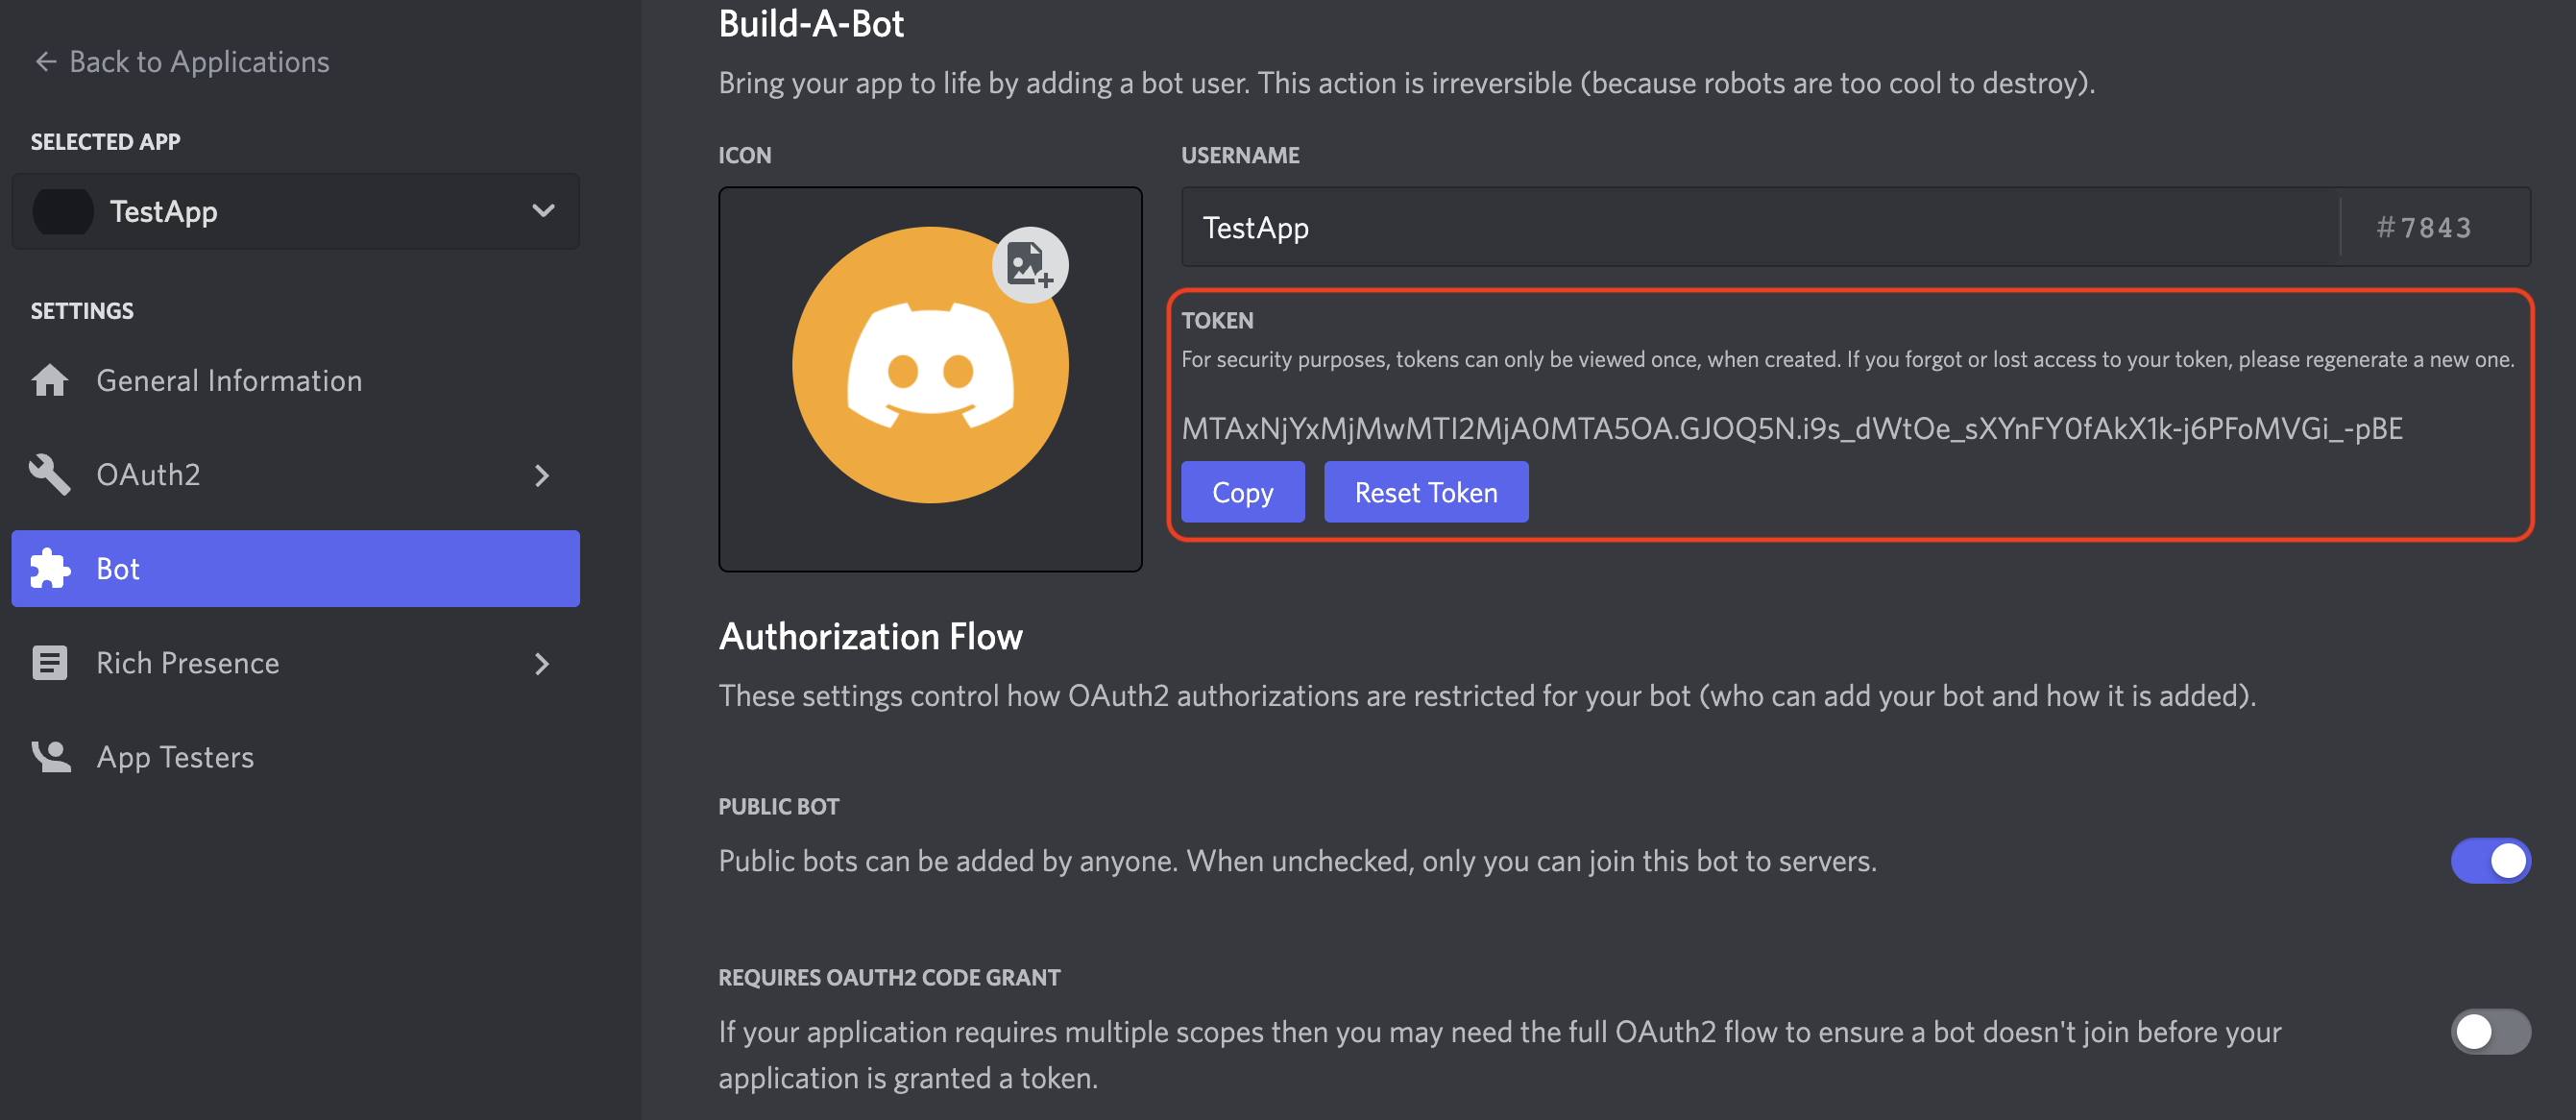 ← Back to Applications
SELECTED APP
TestApp
SETTINGS
General Information
OAuth2
Bot
Rich Presence
App Testers
Build-A-Bot
Bring your app to life by adding a bot user. This action is irreversible (because robots are too cool to destroy).
ICON
USERNAME
TestApp
#7843
TOKEN
For security purposes, tokens can only be viewed once, when created. If you forgot or lost access to your token, please regenerate a new one.
MTAxNjYxMjMwMTI2MjA0MTA5OA.GJOQ5N.i9s_dWtOe_sXYnFY0fAkX1k-j6PFoMVGi_-pBE
Copy
Reset Token
Authorization Flow
These settings control how OAuth2 authorizations are restricted for your bot (who can add your bot and how it is added).
PUBLIC BOT
Public bots can be added by anyone. When unchecked, only you can join this bot to servers.
REQUIRES OAUTH2 CODE GRANT
If your application requires multiple scopes then you may need the full OAuth2 flow to ensure a bot doesn't join before your
application is granted a token.